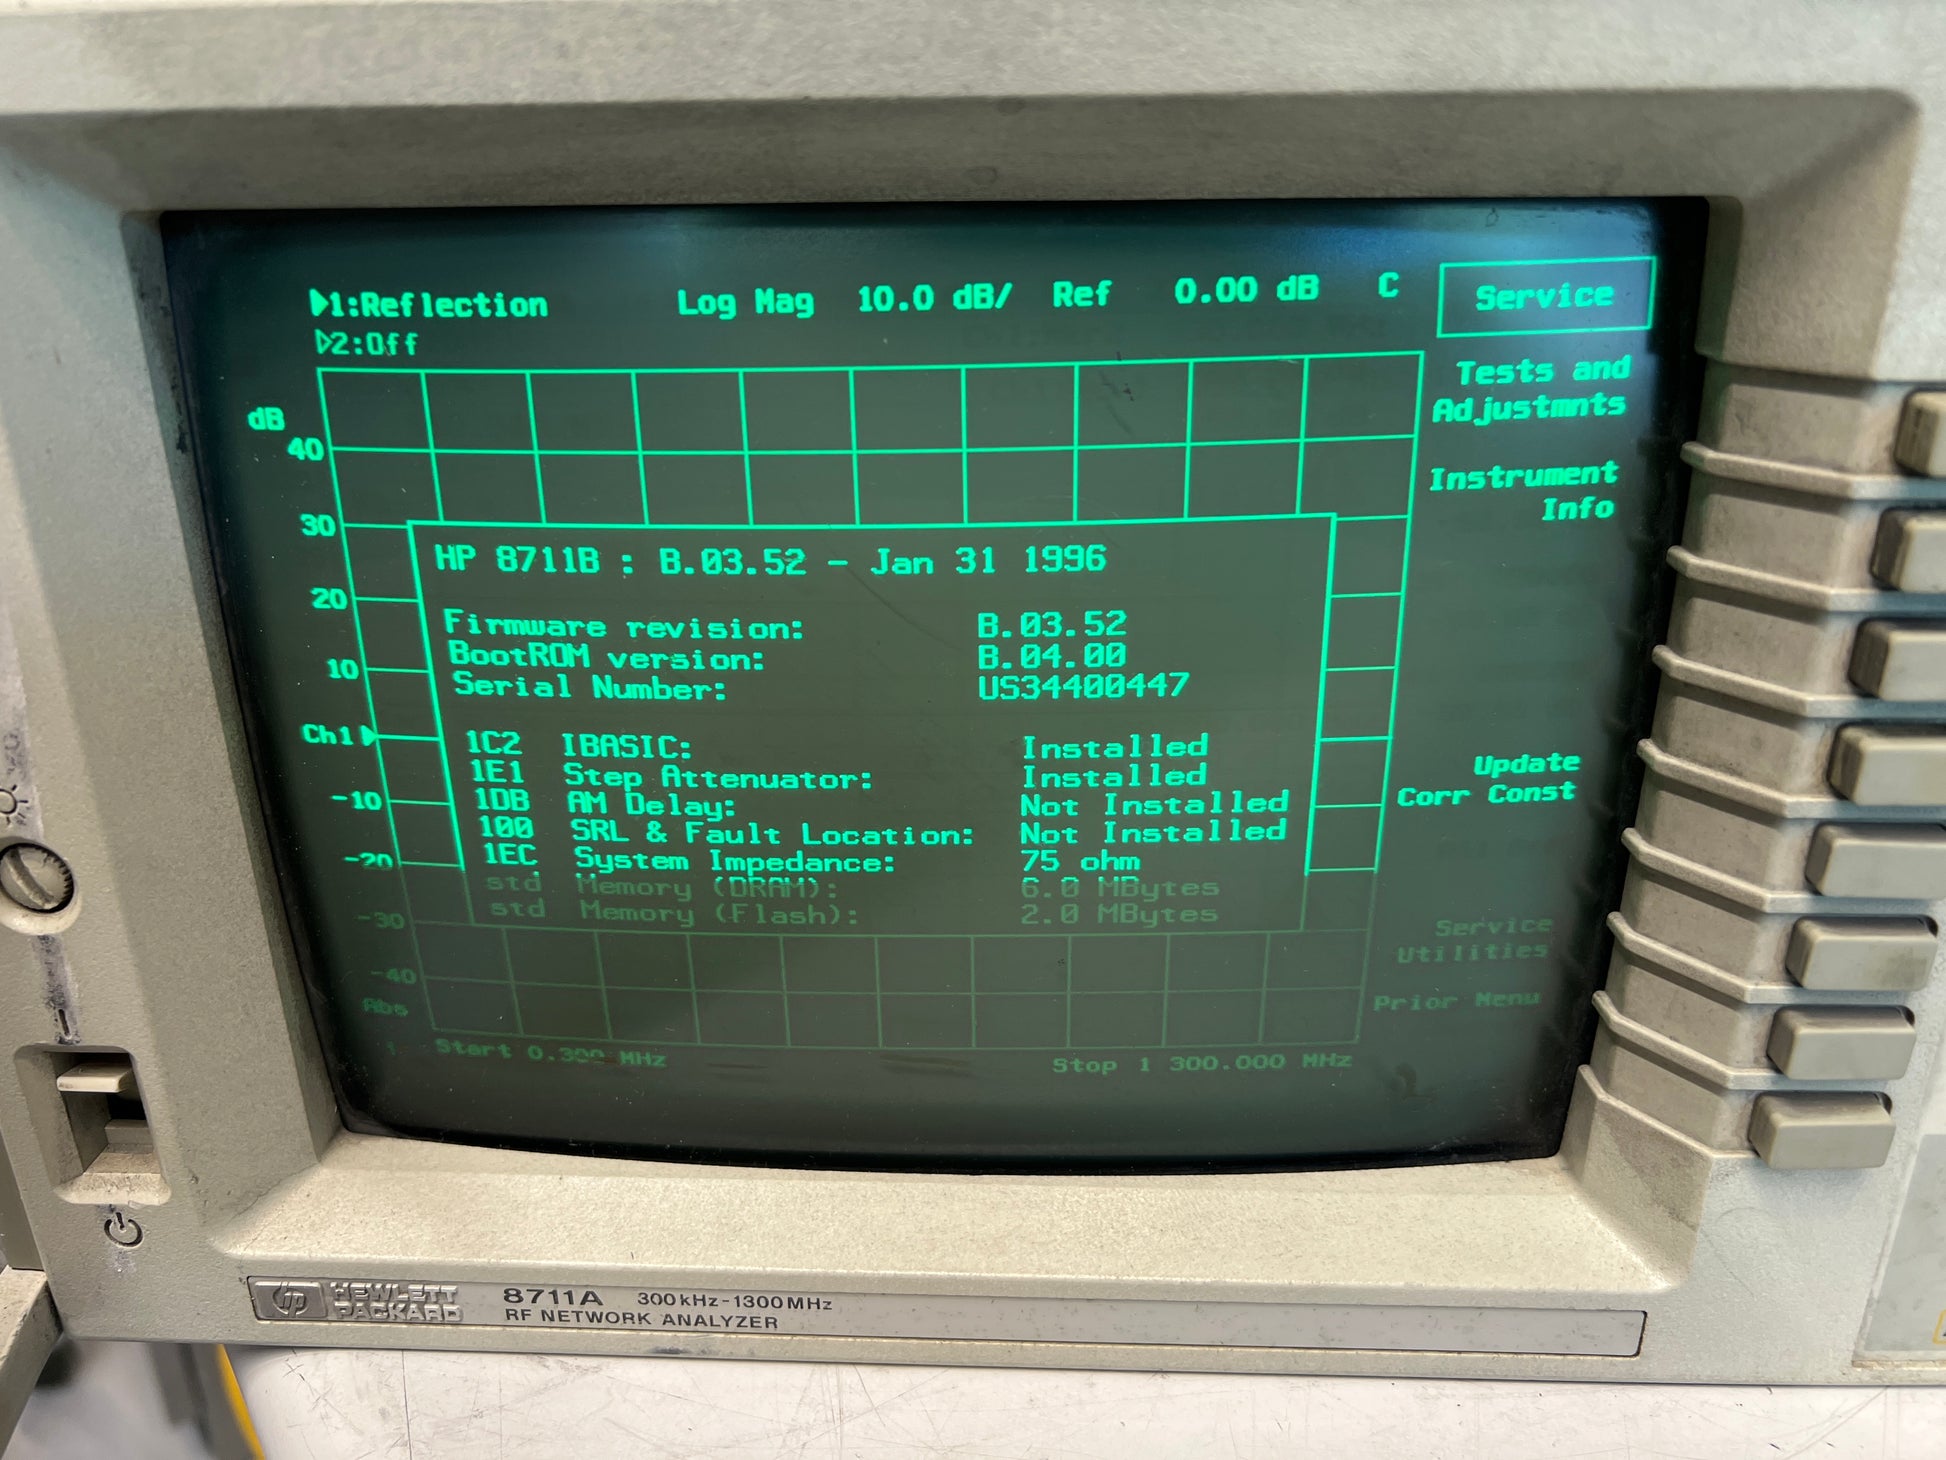 1:Reflection Log Mag 10.0 dB/ Ref 0.00 dB C
2:Off
Service
Tests and
Adjustmnts
Instrument
Info
Update
Corr Const
Service
Utilities
Prior Menu
dB
40
30
20
10
Ch1
-10
-20
-30
-40
Abs
HP 8711B : B.03.52 - Jan 31 1996
Firmware revision: B.03.52
BootROM version: B.04.00
Serial Number: US34400447
1C2 IBASIC: Installed
1E1 Step Attenuator: Installed
1DB AM Delay: Not Installed
100 SRL & Fault Location: Not Installed
1EC System Impedance: 75 ohm
std Memory (DRAM): 6.0 MBytes
std Memory (Flash): 2.0 MBytes
Start 0.300 MHz Stop 1 300.000 MHz
hp HEWLETT PACKARD
8711A 300kHz-1300MHz
RF NETWORK ANALYZER